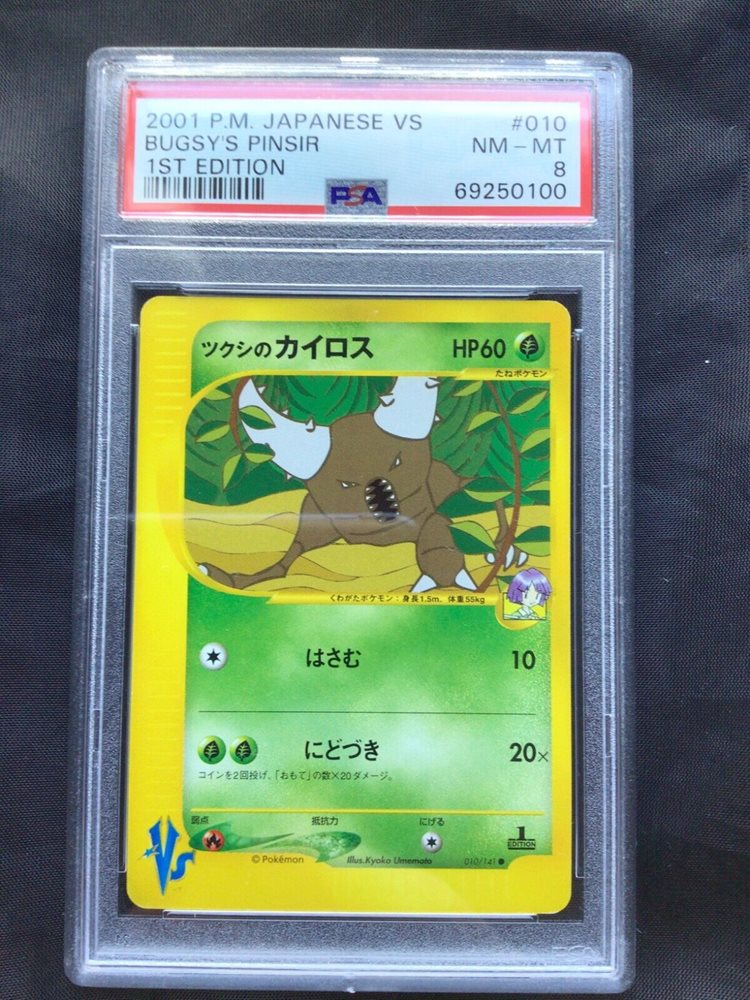 2001 P.M. JAPANESE VS #010
BUGSY'S PINSIR NM - MT
1ST EDITION 8
PSA 69250100
ツクシのカイロス HP60
たねポケモン
くわがたポケモン：身長1.5m、体重55kg
はさむ 10
にどづき 20×
コインを2回投げ、「おもて」の数×20ダメージ。
弱点 抵抗力 にげる
1
EDITION
VS
©Pokémon Illus.Kyoko Umemoto 010/141●